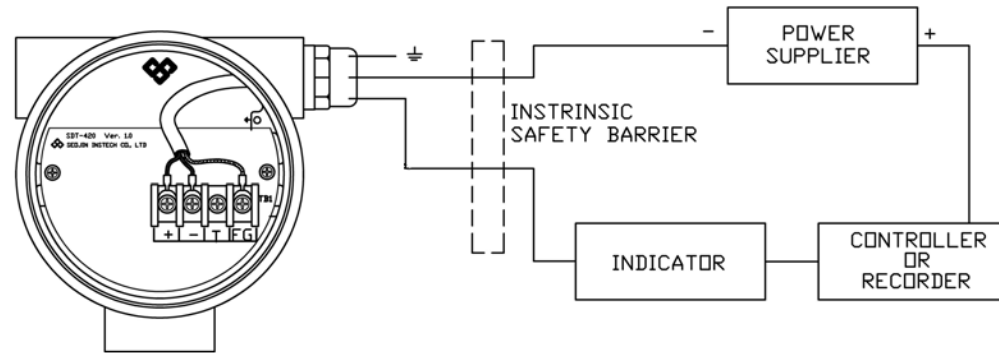 SDT-420 Ver. 1.0
SEOJON INSTECH CO., LTD
TB1
+ - T FG
INSTRINSIC
SAFETY BARRIER
-
POWER
SUPPLIER
+
INDICATOR
CONTROLLER
OR
RECORDER